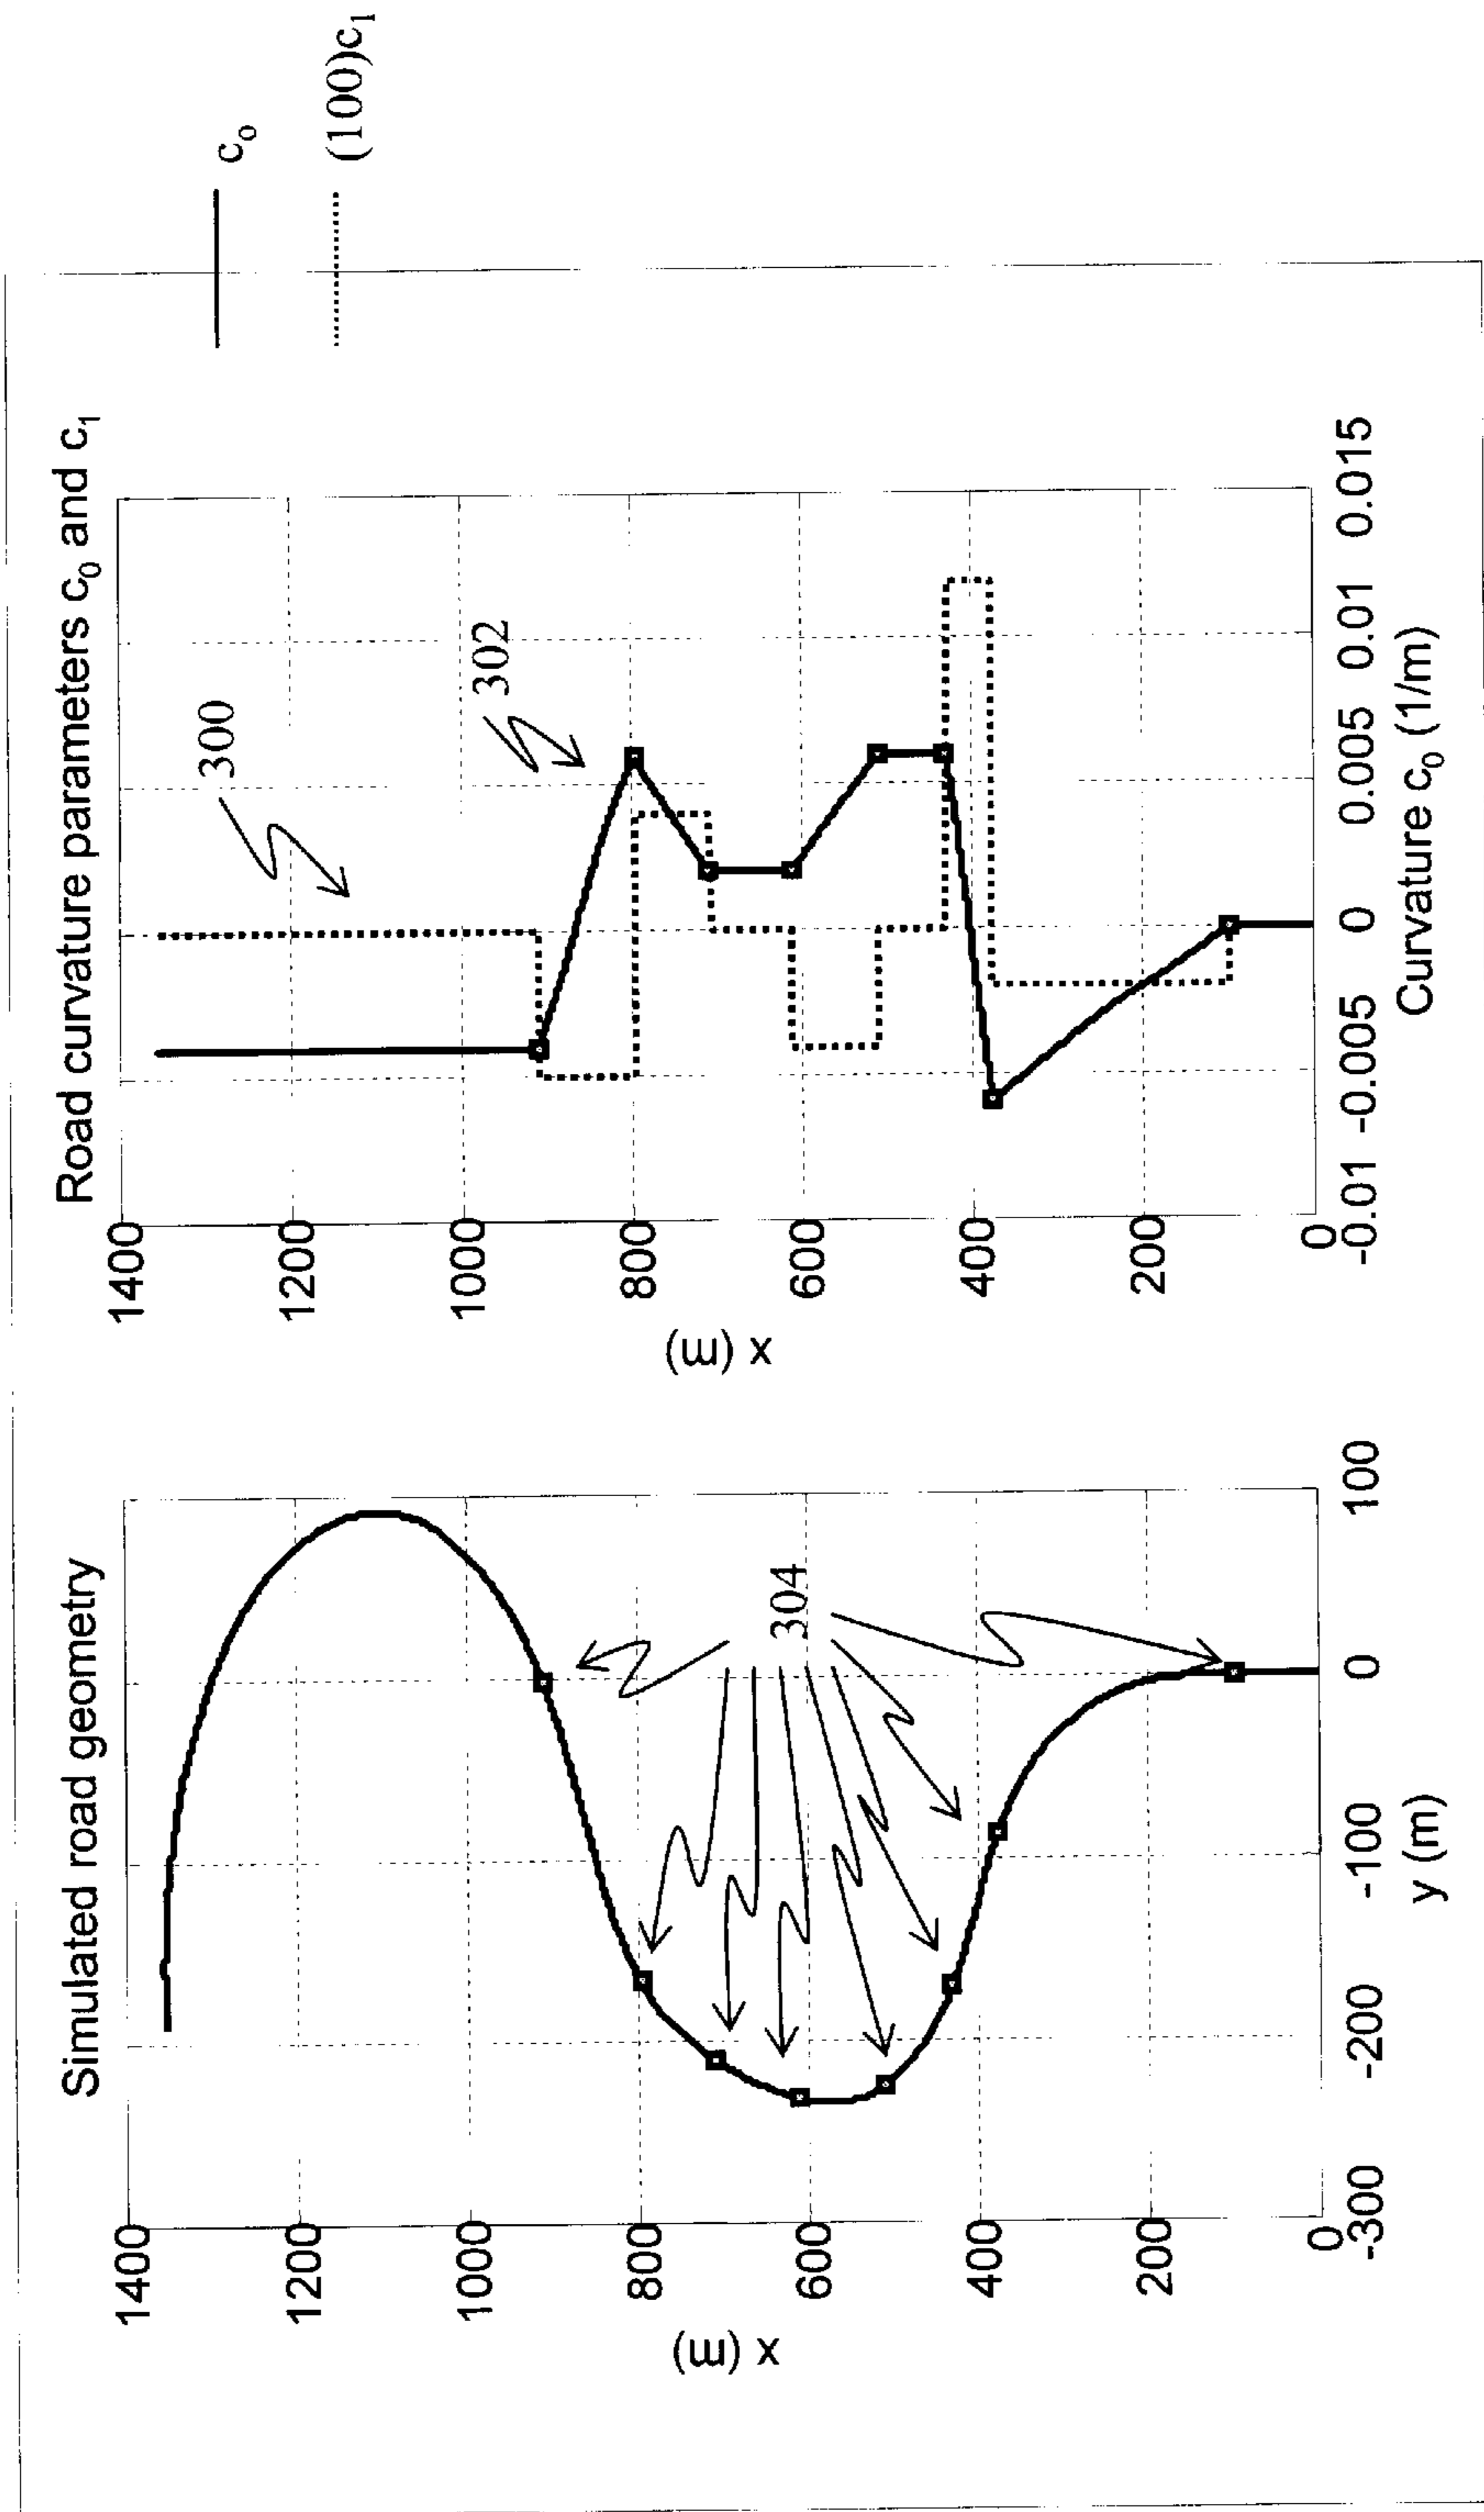 Simulated road geometry
1400
1200
1000
800
600
400
200
0
x (m)
-300 -200 -100 0 100
y (m)
304
Road curvature parameters c₀ and c₁
1400
1200
1000
800
600
400
200
0
x (m)
-0.01 -0.005 0 0.005 0.01 0.015
Curvature c₀ (1/m)
300
302
c₀
(100)c₁